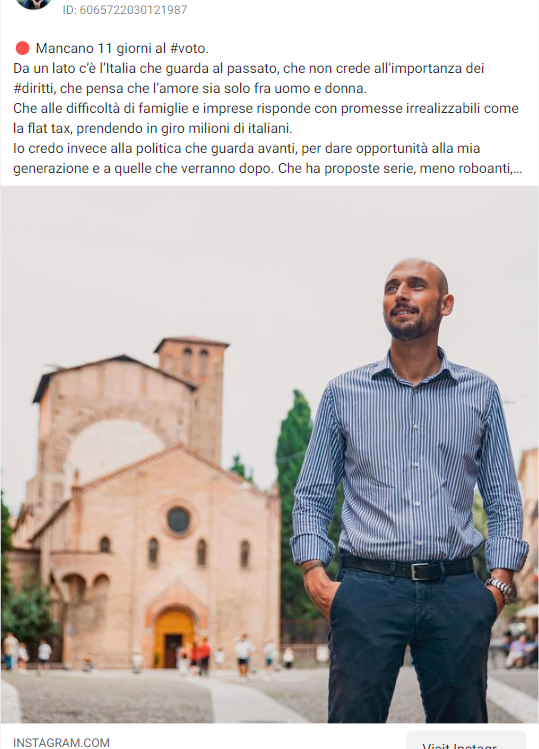 ID: 6065722030121987
🔴 Mancano 11 giorni al #voto.
Da un lato c'è l'Italia che guarda al passato, che non crede all'importanza dei
#diritti, che pensa che l'amore sia solo fra uomo e donna.
Che alle difficoltà di famiglie e imprese risponde con promesse irrealizzabili come
la flat tax, prendendo in giro milioni di italiani.
Io credo invece alla politica che guarda avanti, per dare opportunità alla mia
generazione e a quelle che verranno dopo. Che ha proposte serie, meno roboanti,...
INSTAGRAM.COM
Visit Instagr...